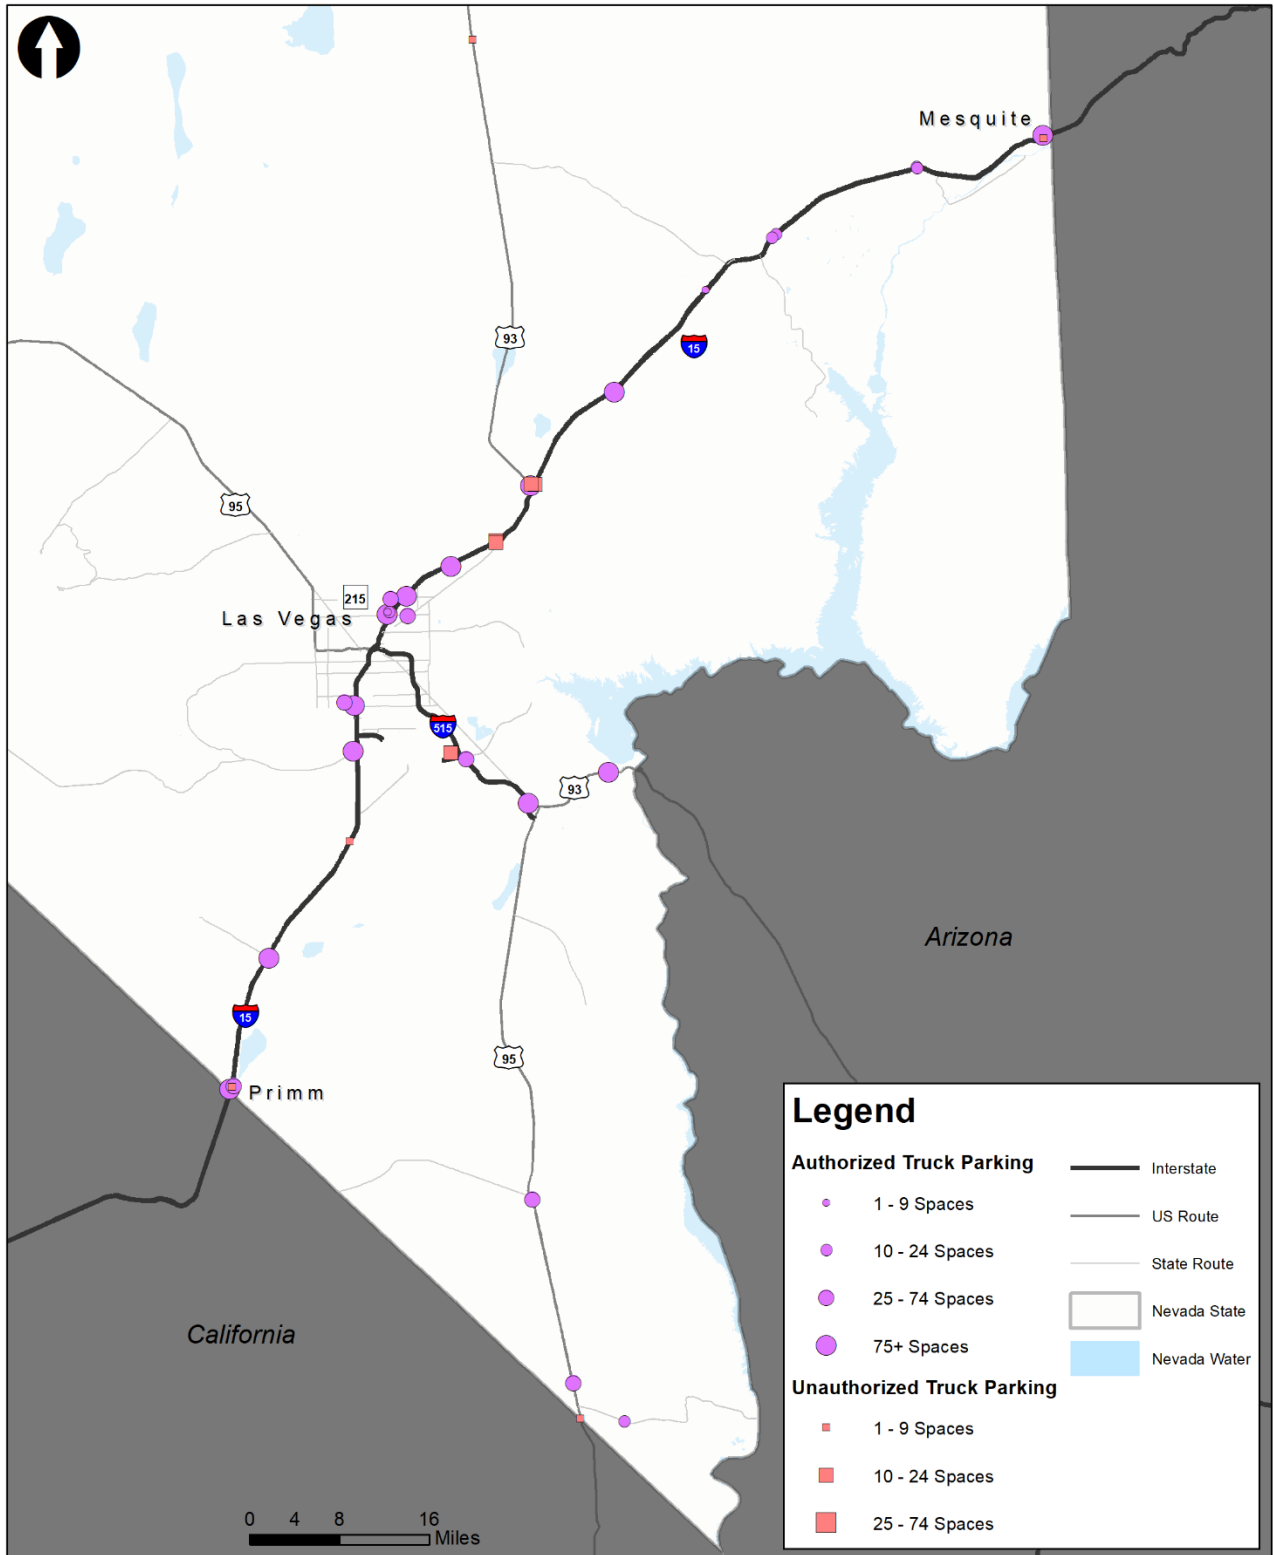 Mesquite
93
15
95
215
Las Vegas
515
93
Arizona
15
95
Primm
California
Legend
Authorized Truck Parking
1 - 9 Spaces
10 - 24 Spaces
25 - 74 Spaces
75+ Spaces
Unauthorized Truck Parking
1 - 9 Spaces
10 - 24 Spaces
25 - 74 Spaces
Interstate
US Route
State Route
Nevada State
Nevada Water
0 4 8 16
Miles